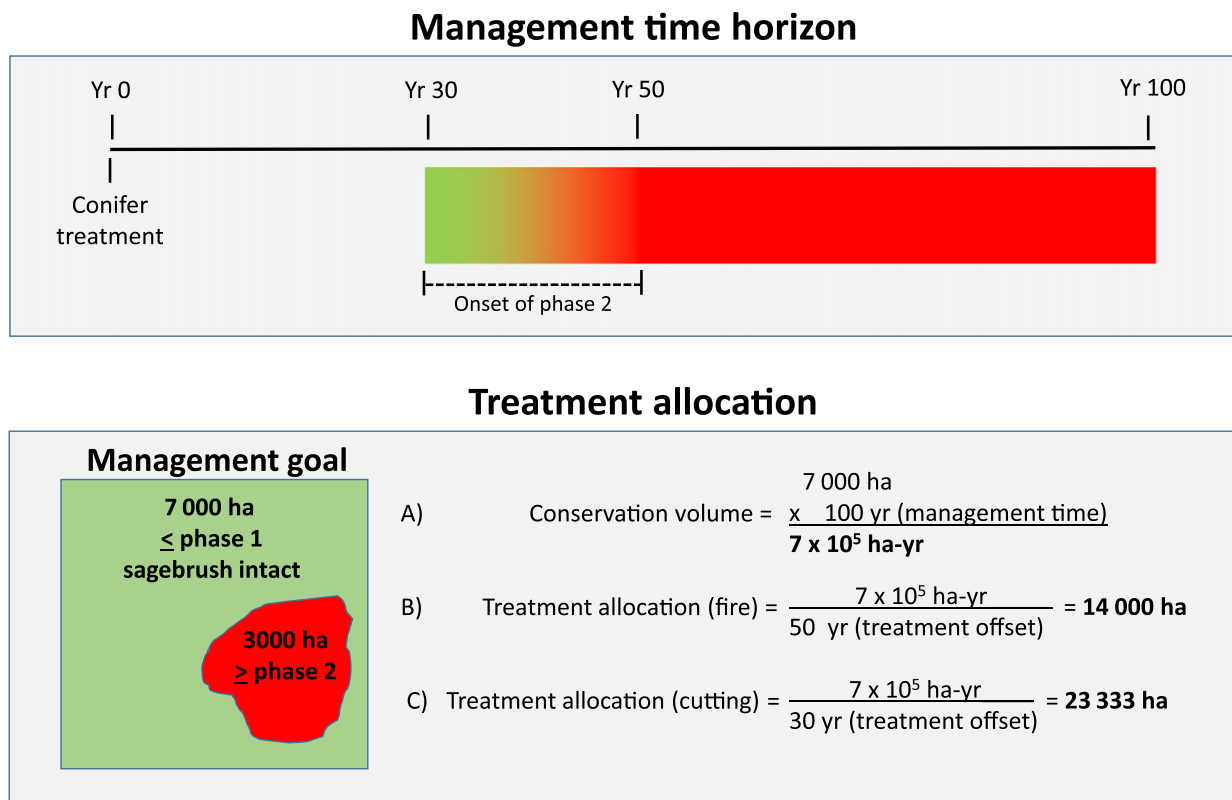 Management time horizon
Yr 0
Yr 30
Yr 50
Yr 100
Conifer
treatment
Onset of phase 2
Treatment allocation
Management goal
7 000 ha
≤ phase 1
sagebrush intact
3000 ha
≥ phase 2
A) Conservation volume =
7 000 ha
x 100 yr (management time)
7 x 10⁵ ha-yr
B) Treatment allocation (fire) =
7 x 10⁵ ha-yr
50 yr (treatment offset)
= 14 000 ha
C) Treatment allocation (cutting) =
7 x 10⁵ ha-yr
30 yr (treatment offset)
= 23 333 ha